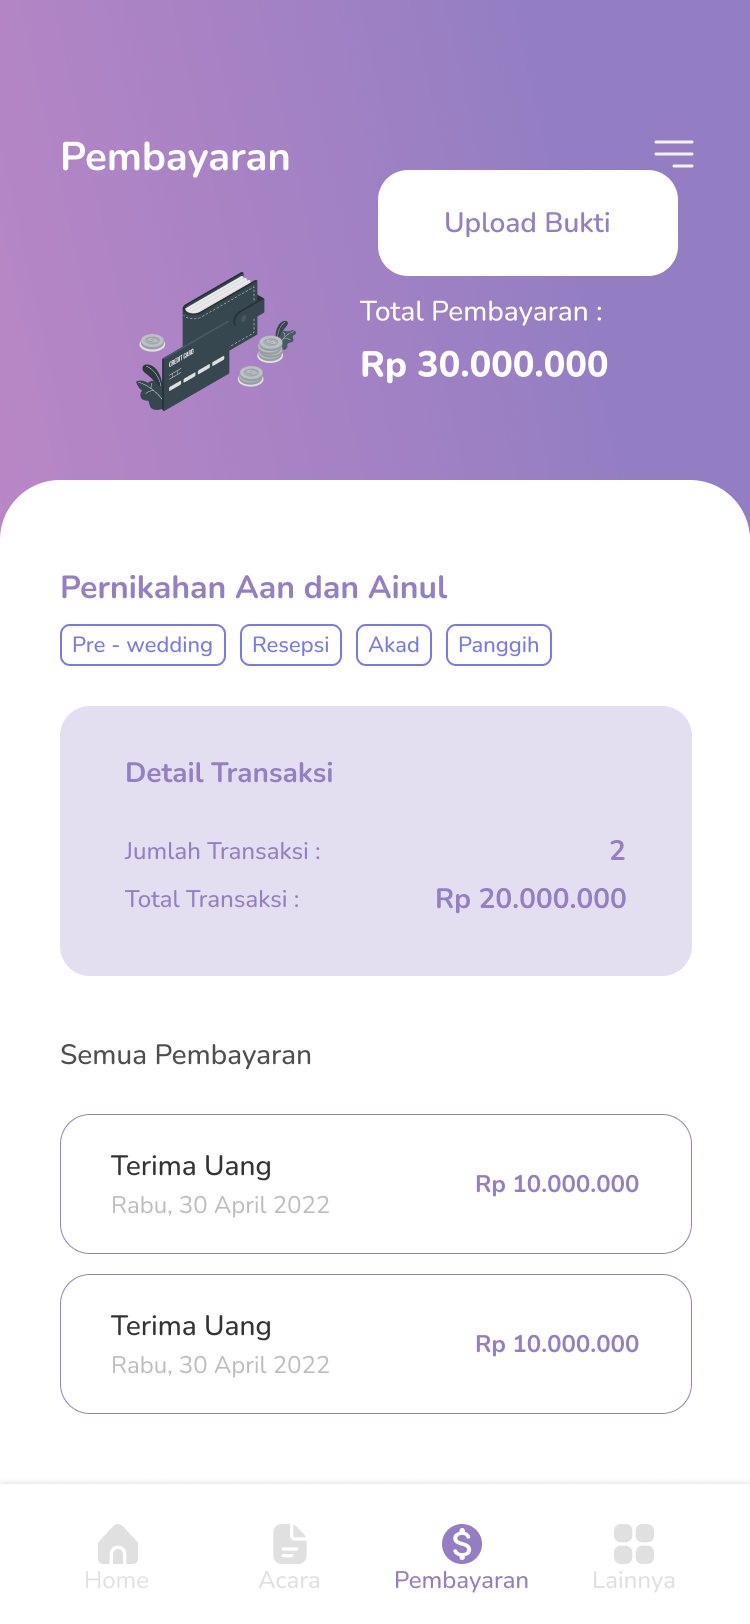 Pembayaran
Upload Bukti
Total Pembayaran :
Rp 30.000.000
CREDIT CARD
Pernikahan Aan dan Ainul
Pre - wedding
Resepsi
Akad
Panggih
Detail Transaksi
Jumlah Transaksi :
2
Total Transaksi :
Rp 20.000.000
Semua Pembayaran
Terima Uang
Rabu, 30 April 2022
Rp 10.000.000
Terima Uang
Rabu, 30 April 2022
Rp 10.000.000
Home
Acara
Pembayaran
Lainnya